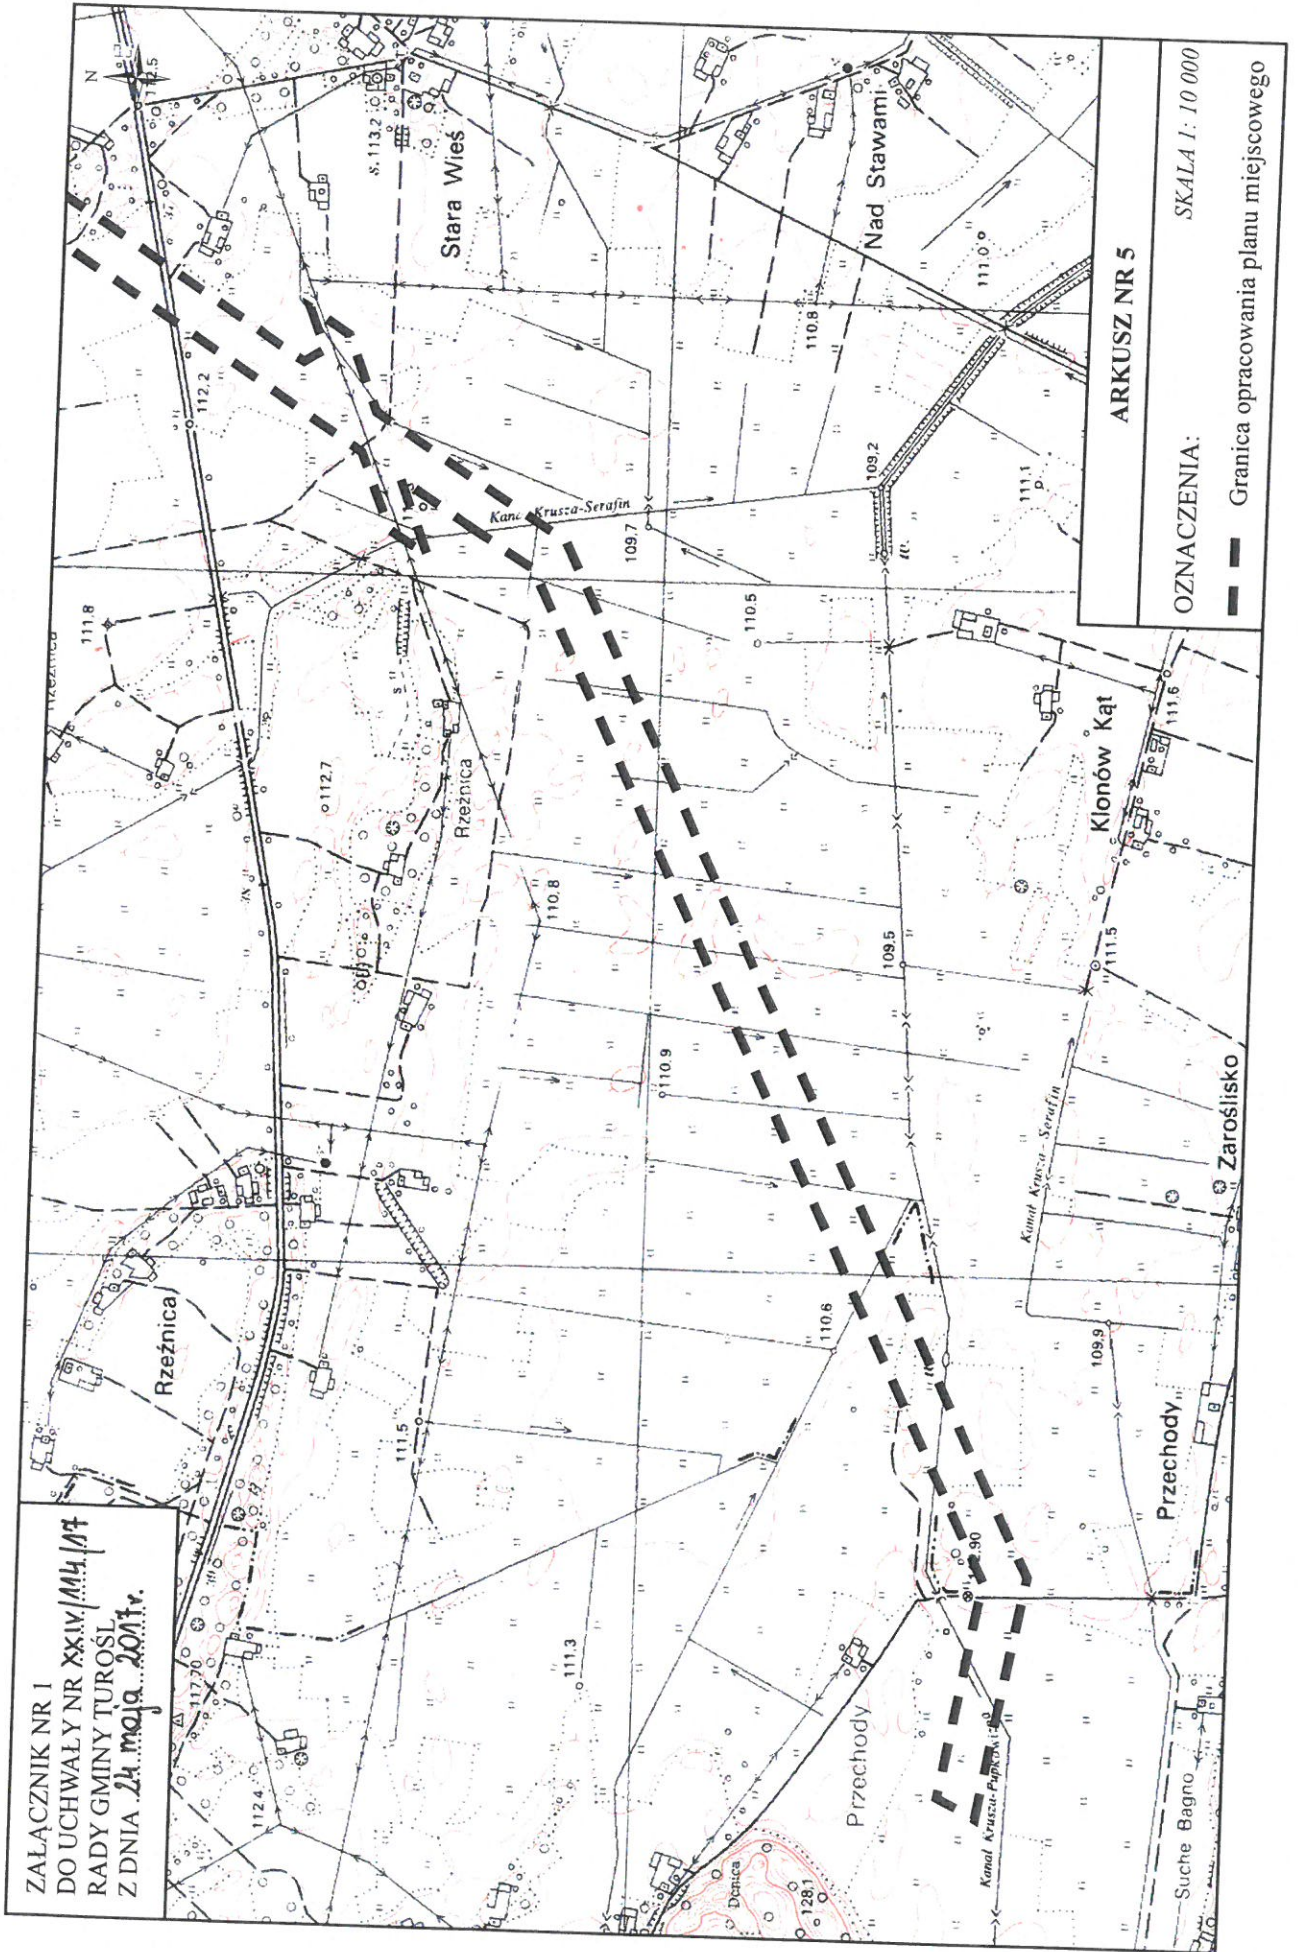 ZAŁĄCZNIK NR 1
DO UCHWAŁY NR XXIV/114/17
RADY GMINY TUROŚL
Z DNIA 24 maja 2017r.
N
112.5
s. 113.2
Stara Wieś
Nad Stawami
112.2
110.8
111.0
109.2
111.1
Krusza-Serafin
109.7
110.5
111.8
112.7
Rzeźnica
110.8
109.5
Klonów Kąt
111.6
111.5
110.9
Kanał Krusza-Serafin
Zaroślisko
Rzeźnica
110.6
109.9
111.5
Przechody
117.70
112.4
111.3
Przechody
Kanał Krusza-Pupkowizna
Suche Bagno
128.1
ARKUSZ NR 5
OZNACZENIA:
SKALA 1: 10 000
Granica opracowania planu miejscowego